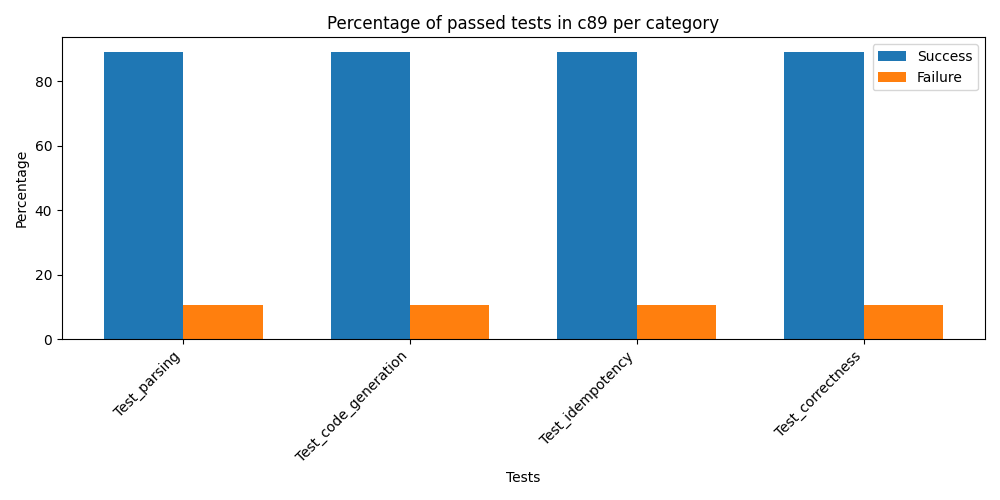 Percentage of passed tests in c89 per category
Success
Failure
Percentage
80
60
40
20
0
Test_parsing
Test_code_generation
Test_idempotency
Test_correctness
Tests